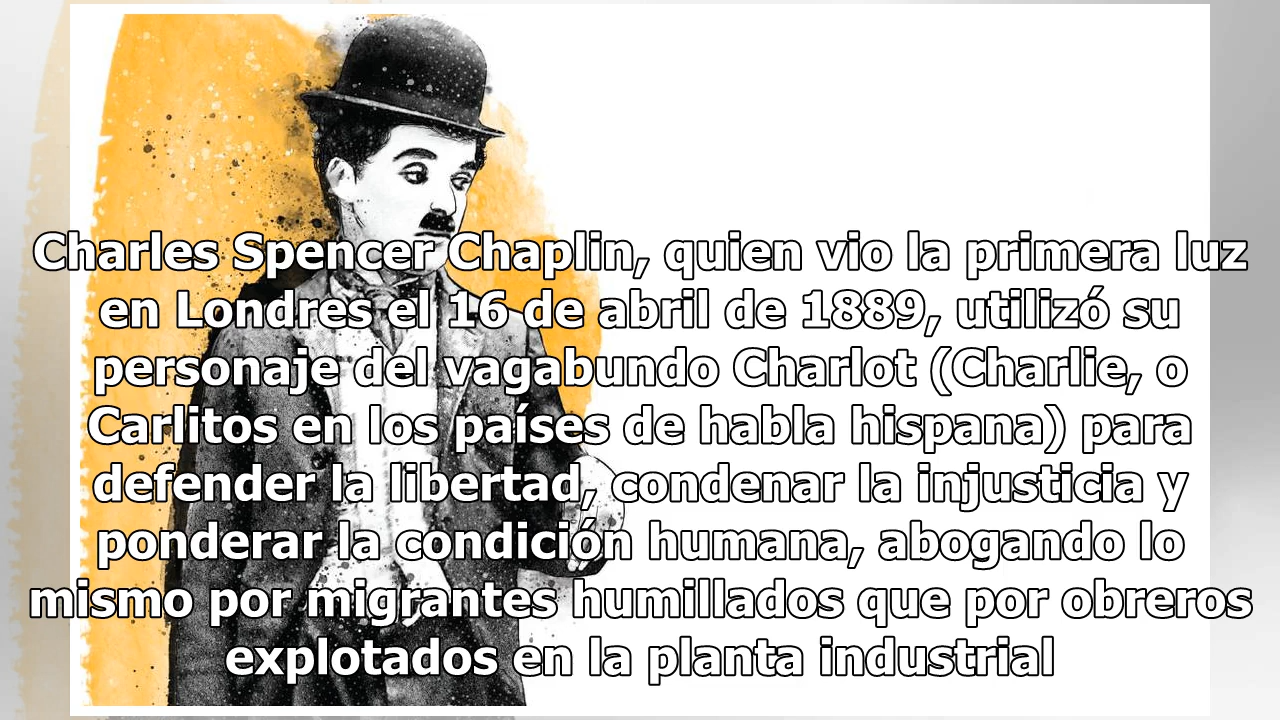 Charles Spencer Chaplin, quien vio la primera luz
en Londres el 16 de abril de 1889, utilizó su
personaje del vagabundo Charlot (Charlie, o
Carlitos en los países de habla hispana) para
defender la libertad, condenar la injusticia y
ponderar la condición humana, abogando lo
mismo por migrantes humillados que por obreros
explotados en la planta industrial